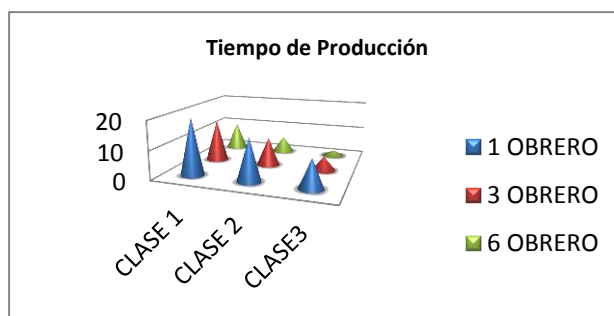 Tiempo de Producción
20
10
0
CLASE 1
CLASE 2
CLASE3
1 OBRERO
3 OBRERO
6 OBRERO